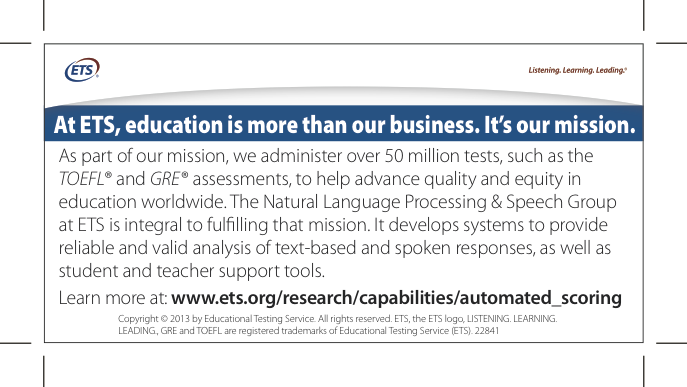 ETS®
Listening. Learning. Leading.®
At ETS, education is more than our business. It's our mission.
As part of our mission, we administer over 50 million tests, such as the
TOEFL® and GRE® assessments, to help advance quality and equity in
education worldwide. The Natural Language Processing & Speech Group
at ETS is integral to fulfilling that mission. It develops systems to provide
reliable and valid analysis of text-based and spoken responses, as well as
student and teacher support tools.
Learn more at: www.ets.org/research/capabilities/automated_scoring
Copyright © 2013 by Educational Testing Service. All rights reserved. ETS, the ETS logo, LISTENING. LEARNING.
LEADING., GRE and TOEFL are registered trademarks of Educational Testing Service (ETS). 22841